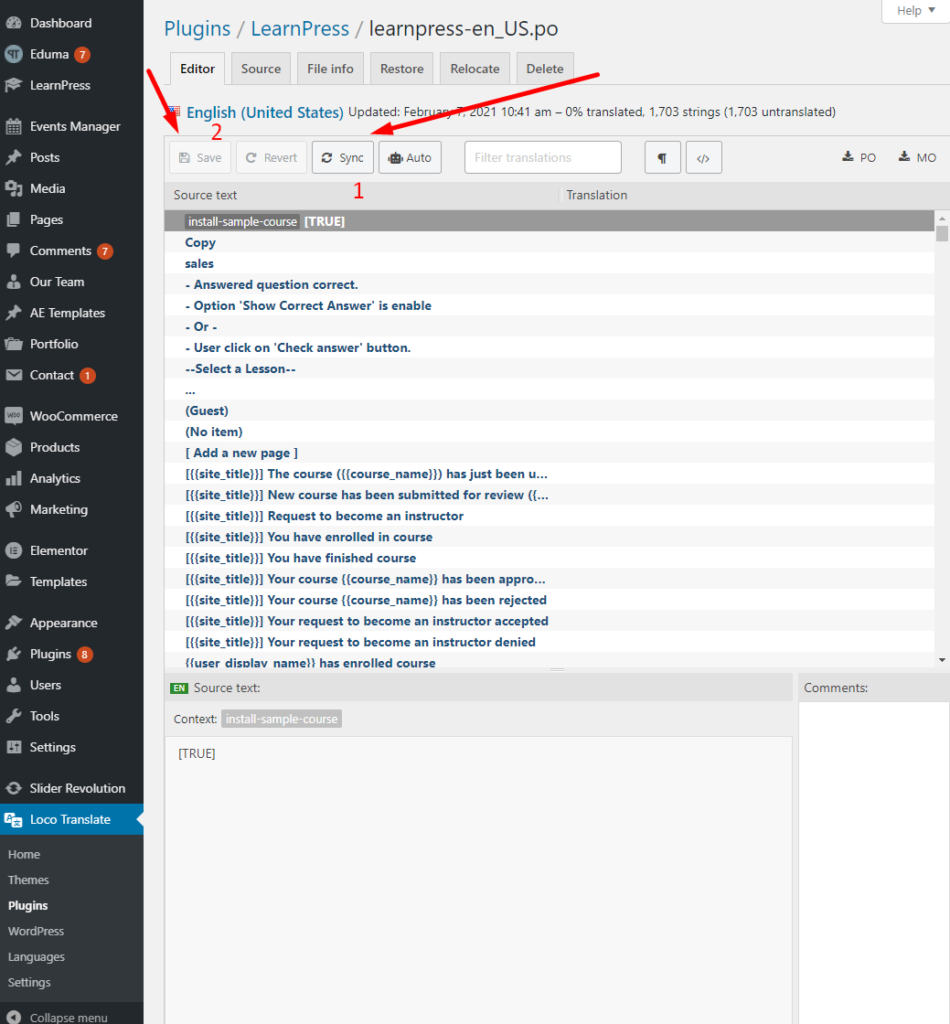 Help ▼
Dashboard
Eduma 7
LearnPress
Events Manager
Posts
Media
Pages
Comments 7
Our Team
AE Templates
Portfolio
Contact 1
WooCommerce
Products
Analytics
Marketing
Elementor
Templates
Appearance
Plugins 8
Users
Tools
Settings
Slider Revolution
Loco Translate
Home
Themes
Plugins
WordPress
Languages
Settings
Collapse menu
Plugins / LearnPress / learnpress-en_US.po
Editor Source File info Restore Relocate Delete
English (United States) Updated: February 7, 2021 10:41 am – 0% translated, 1,703 strings (1,703 untranslated)
2
Save Revert Sync Auto Filter translations ¶ </> PO MO
1
Source text Translation
install-sample-course [TRUE]
Copy
sales
- Answered question correct.
- Option 'Show Correct Answer' is enable
- Or -
- User click on 'Check answer' button.
--Select a Lesson--
...
(Guest)
(No item)
[ Add a new page ]
[{{site_title}}] The course ({{course_name}}) has just been u...
[{{site_title}}] New course has been submitted for review ({...
[{{site_title}}] Request to become an instructor
[{{site_title}}] You have enrolled in course
[{{site_title}}] You have finished course
[{{site_title}}] Your course {{course_name}} has been appro...
[{{site_title}}] Your course {{course_name}} has been rejected
[{{site_title}}] Your request to become an instructor accepted
[{{site_title}}] Your request to become an instructor denied
{{user_display_name}} has enrolled course
EN Source text: Comments:
Context: install-sample-course
[TRUE]